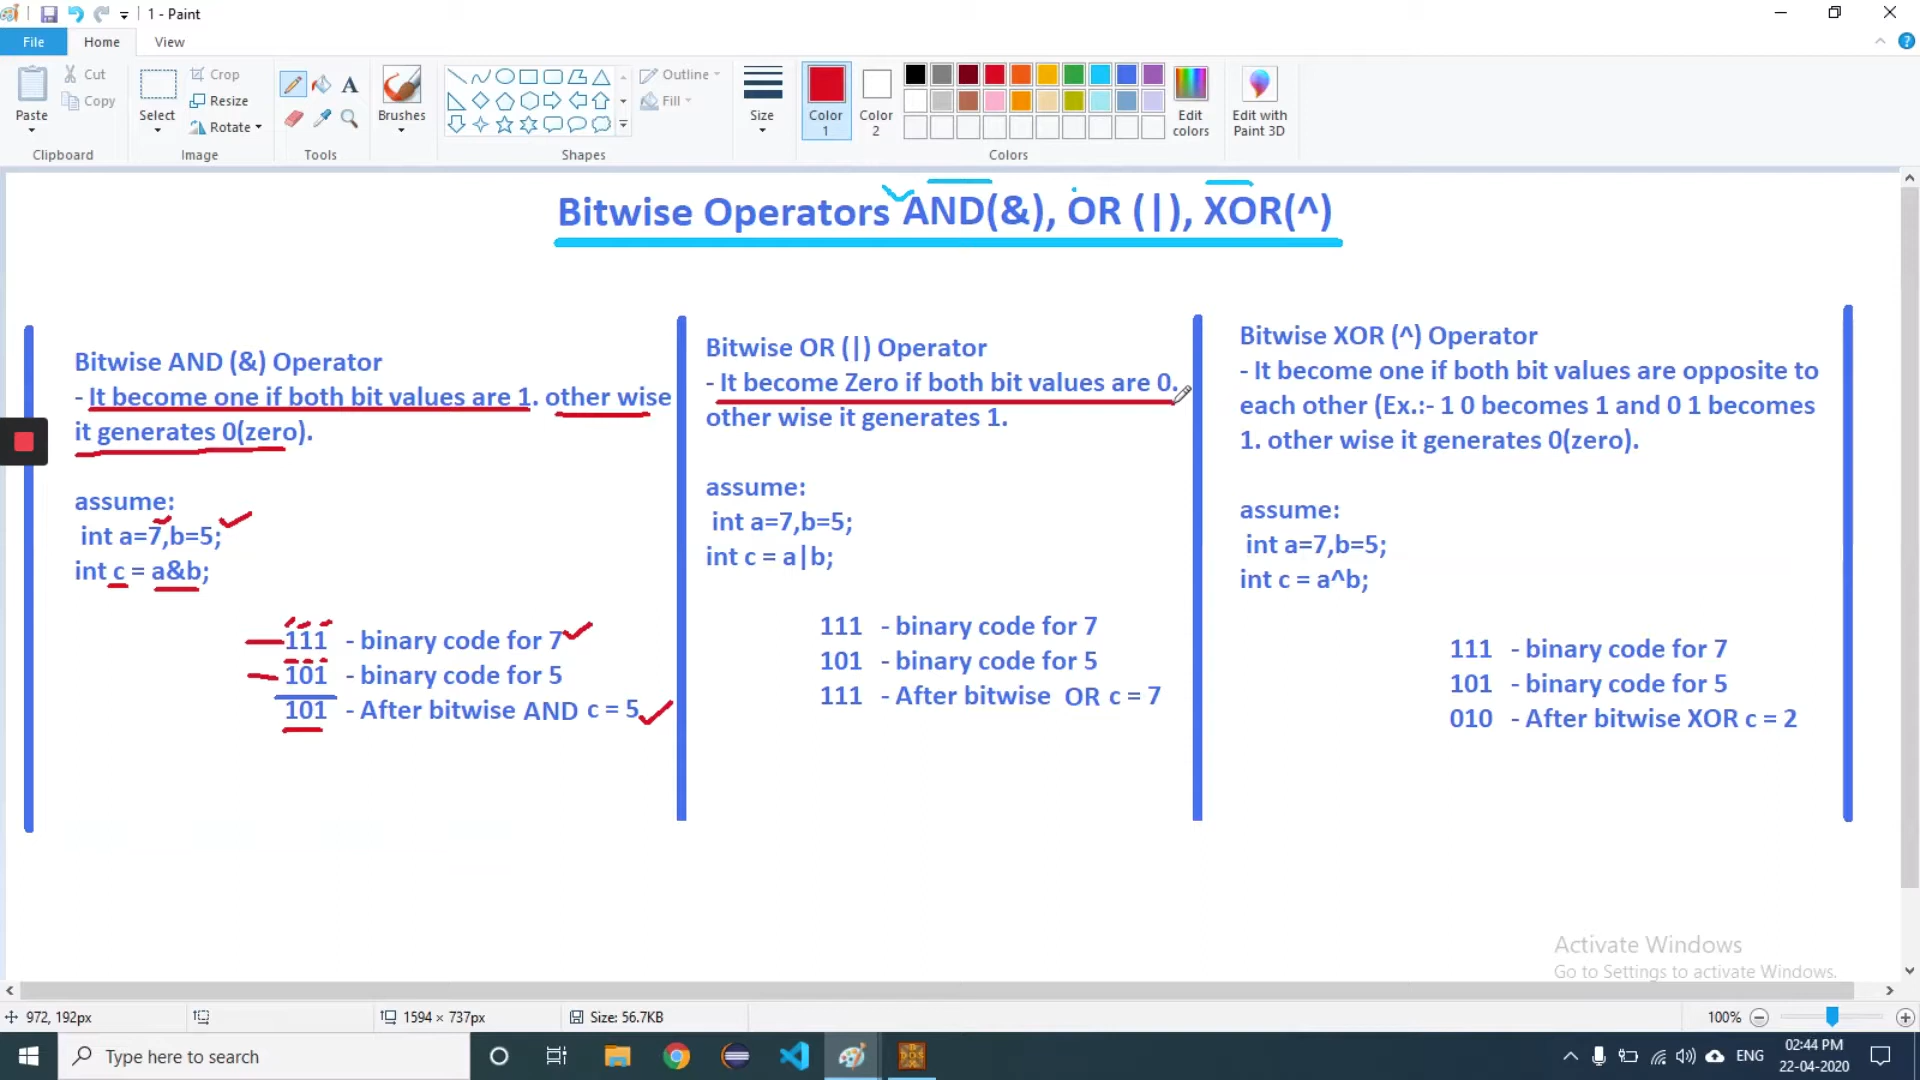 1 - Paint
File Home View
Paste
Cut
Copy
Clipboard
Select
Crop
Resize
Rotate
Image
Tools
Brushes
Outline
Fill
Shapes
Size
Color 1
Color 2
Edit colors
Edit with Paint 3D
Colors
Bitwise Operators AND(&), OR (|), XOR(^)
Bitwise AND (&) Operator
- It become one if both bit values are 1. other wise
it generates 0(zero).
assume:
int a=7,b=5;
int c = a&b;
111 - binary code for 7
101 - binary code for 5
101 - After bitwise AND c = 5
Bitwise OR (|) Operator
- It become Zero if both bit values are 0.
other wise it generates 1.
assume:
int a=7,b=5;
int c = a|b;
111 - binary code for 7
101 - binary code for 5
111 - After bitwise OR c = 7
Bitwise XOR (^) Operator
- It become one if both bit values are opposite to
each other (Ex.:- 1 0 becomes 1 and 0 1 becomes
1. other wise it generates 0(zero).
assume:
int a=7,b=5;
int c = a^b;
111 - binary code for 7
101 - binary code for 5
010 - After bitwise XOR c = 2
Activate Windows
Go to Settings to activate Windows.
972, 192px
1594 × 737px
Size: 56.7KB
100%
Type here to search
DOS
ENG
02:44 PM
22-04-2020